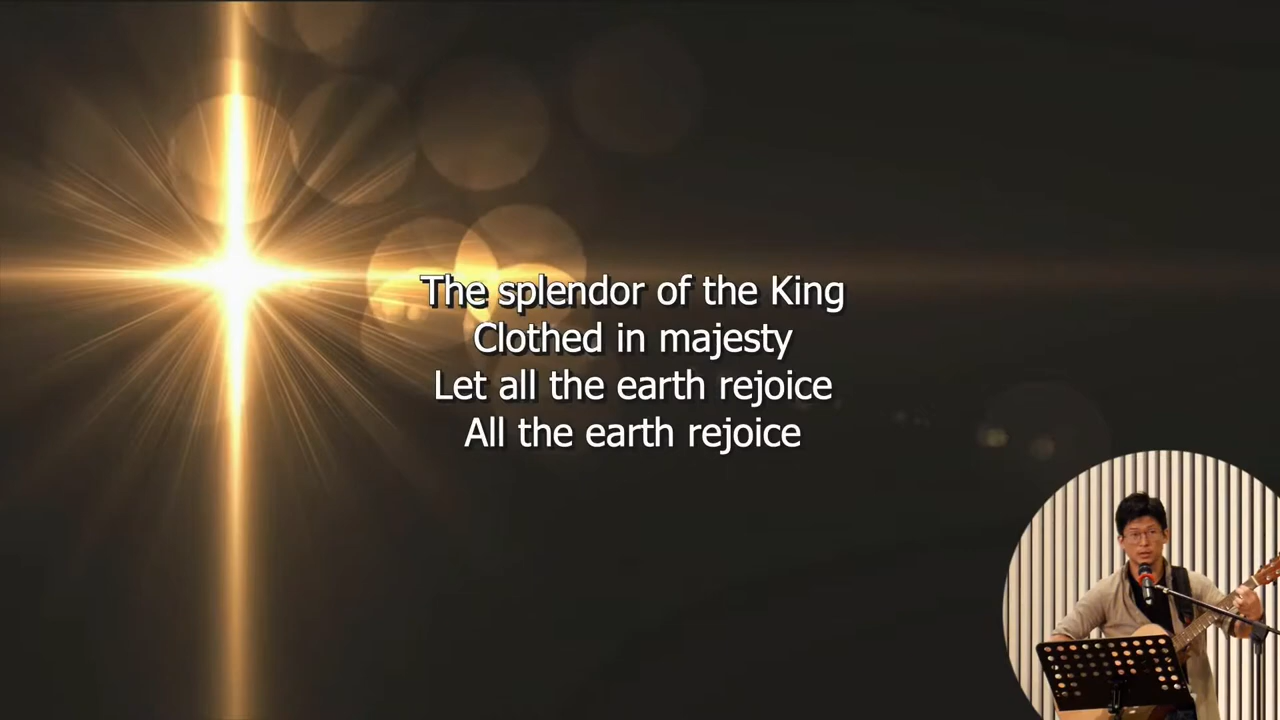 The splendor of the King
Clothed in majesty
Let all the earth rejoice
All the earth rejoice